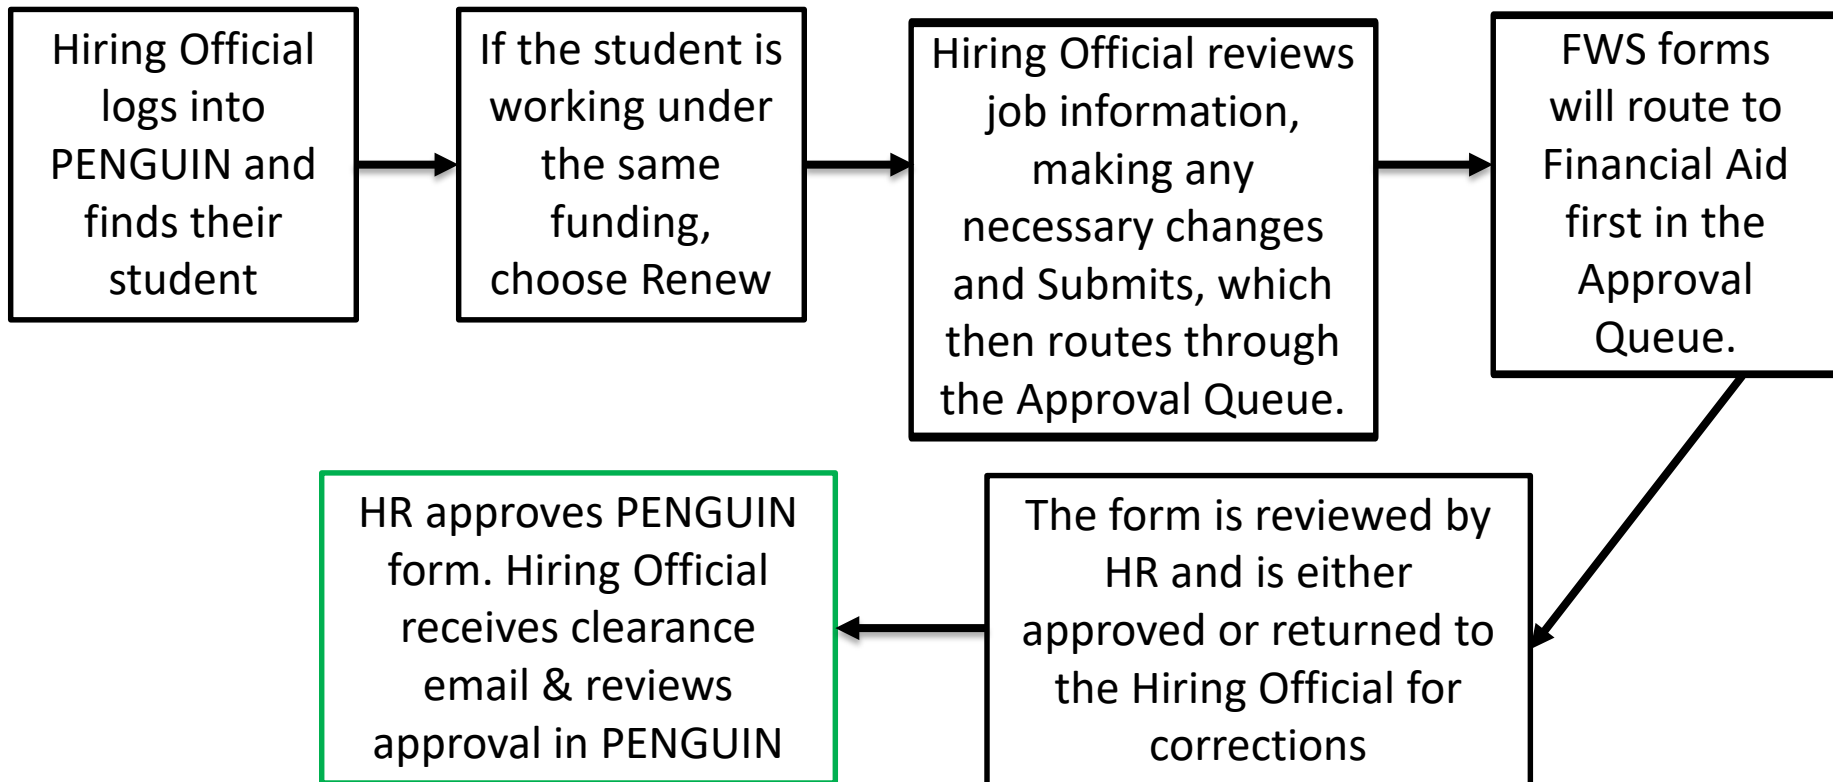 Hiring Official
logs into
PENGUIN and
finds their
student
If the student is
working under
the same
funding,
choose Renew
Hiring Official reviews
job information,
making any
necessary changes
and Submits, which
then routes through
the Approval Queue.
FWS forms
will route to
Financial Aid
first in the
Approval
Queue.
The form is reviewed by
HR and is either
approved or returned to
the Hiring Official for
corrections
HR approves PENGUIN
form. Hiring Official
receives clearance
email & reviews
approval in PENGUIN